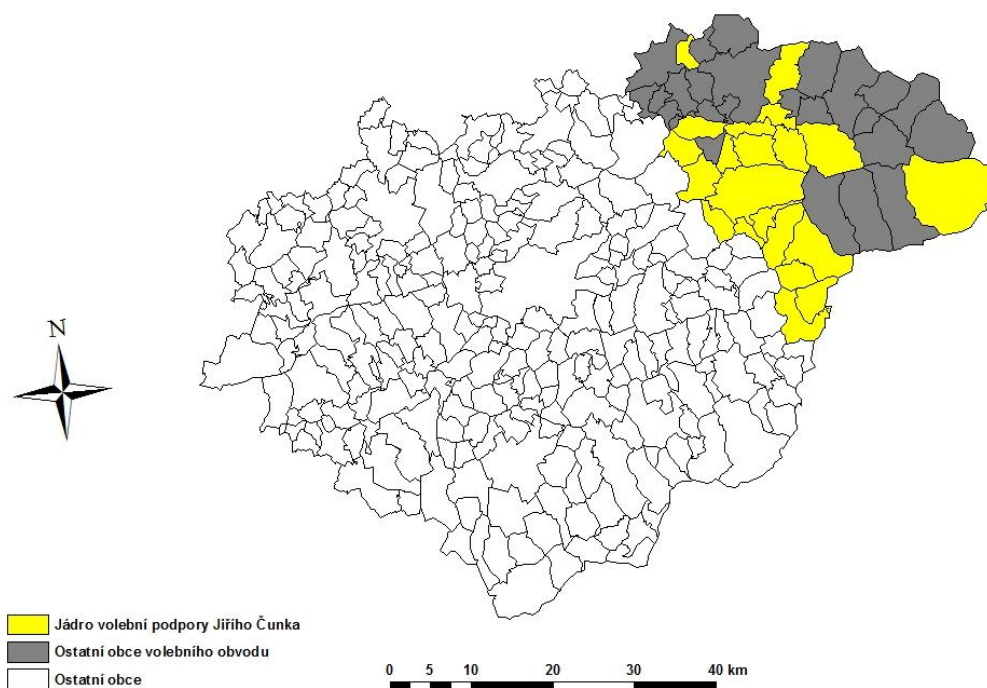 N
Jádro volební podpory Jiřího Čunka
Ostatní obce volebního obvodu
Ostatní obce
0 5 10 20 30 40 km